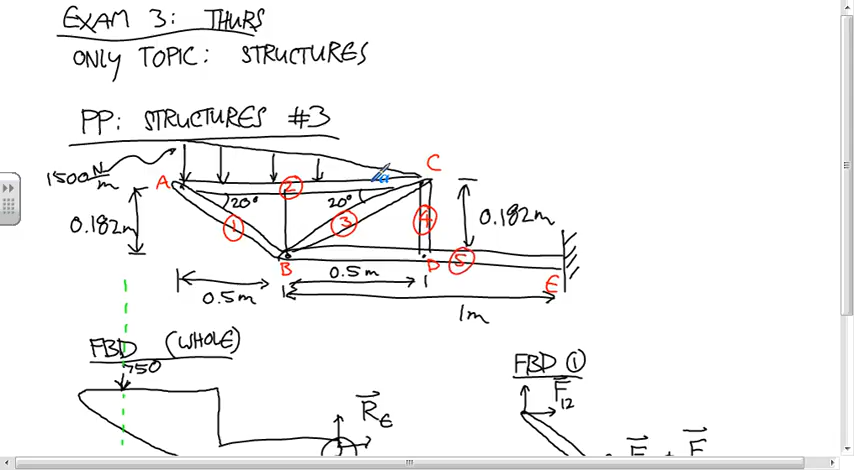 EXAM 3: THURS
ONLY TOPIC: STRUCTURES
PP: STRUCTURES #3
1500 N/m
A
C
2
20°
20°
1
3
4
0.182m
0.182m
B
D
5
E
0.5m
0.5m
1m
FBD (WHOLE)
750
R_E
FBD 1
F_12
F + F